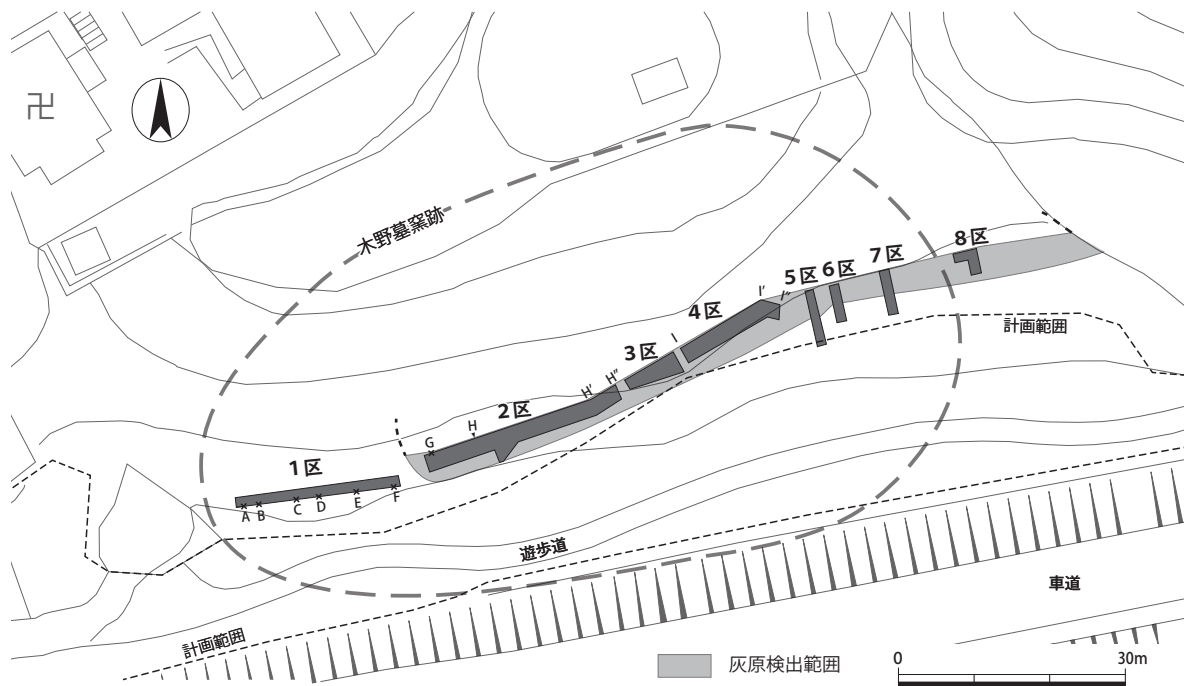 卍
木野墓窯跡
8区
7区
5区
6区
I′
I″
4区
計画範囲
I
3区
H″
H′
2区
H
G
1区
A
B
C
D
E
F
遊歩道
車道
計画範囲
灰原検出範囲
0
30m